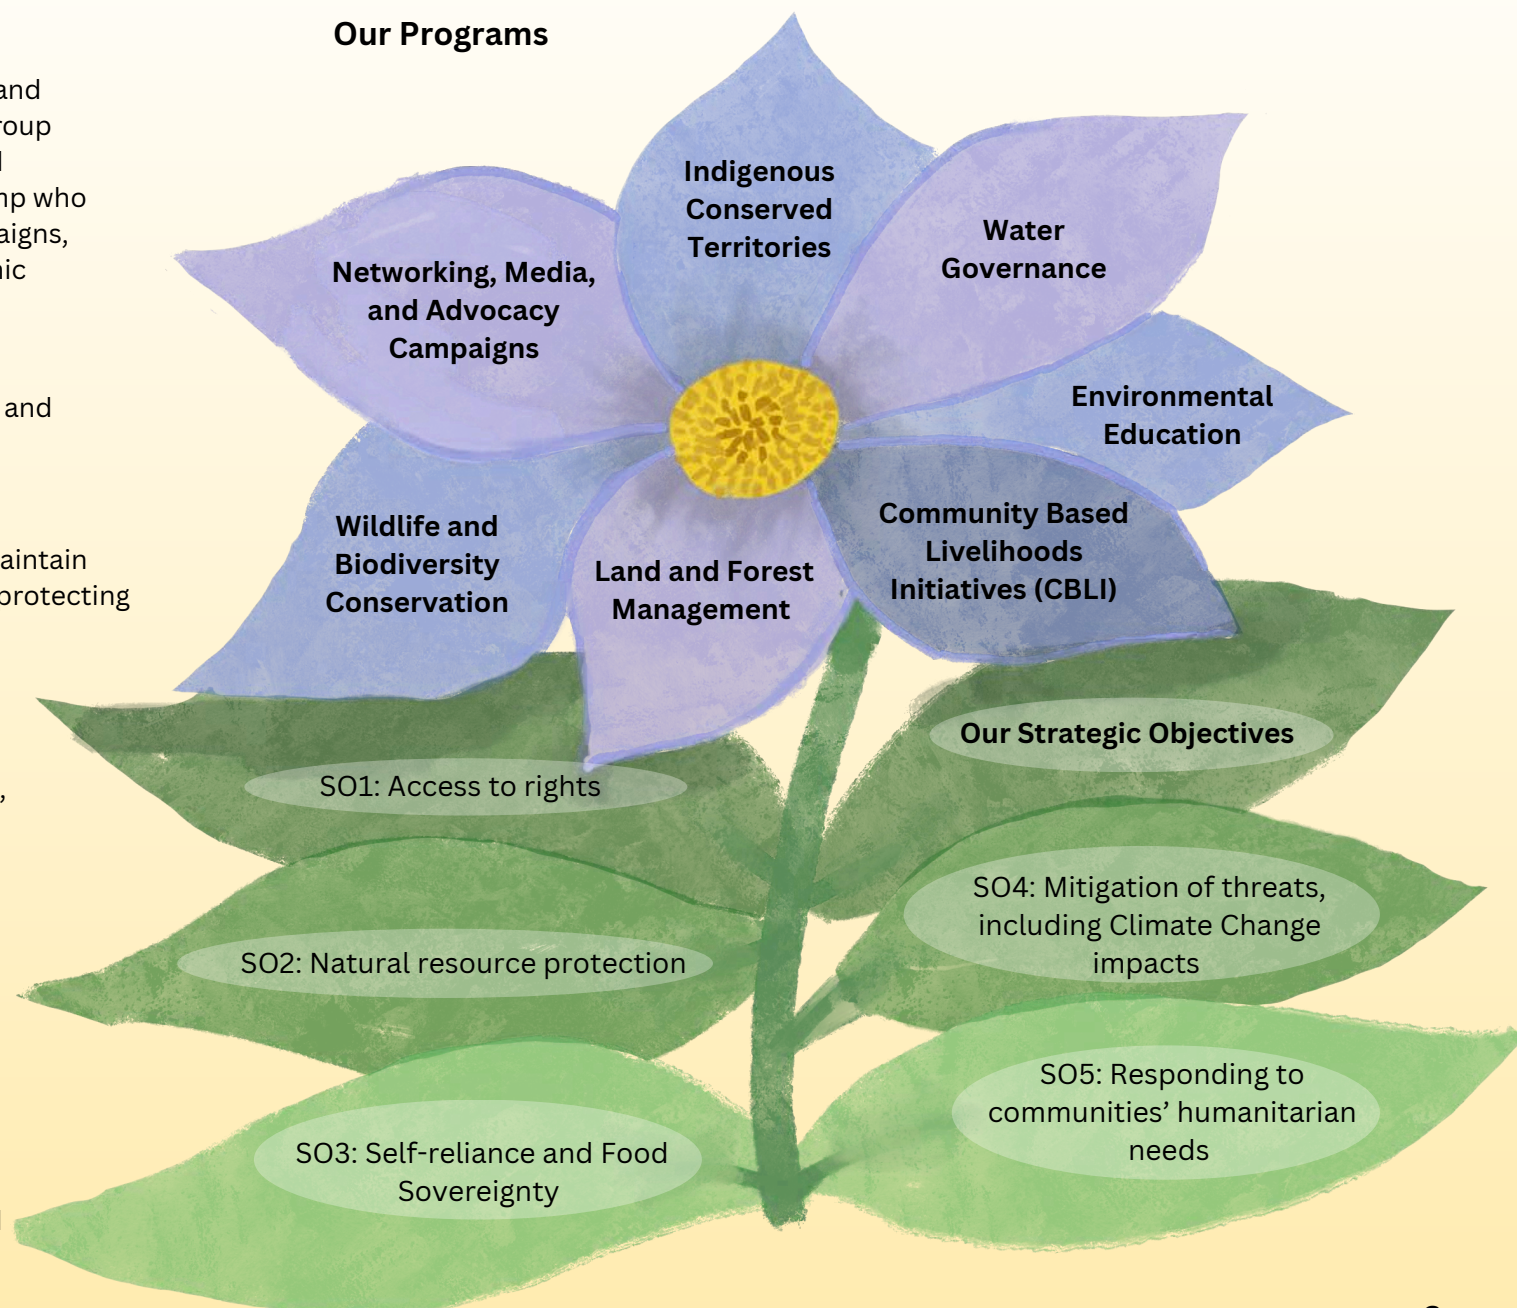 Our Programs
and
roup
mp who
aigns,
nic
and
aintain
protecting
,
Indigenous
Conserved
Territories
Water
Governance
Networking, Media,
and Advocacy
Campaigns
Environmental
Education
Wildlife and
Biodiversity
Conservation
Land and Forest
Management
Community Based
Livelihoods
Initiatives (CBLI)
Our Strategic Objectives
SO1: Access to rights
SO2: Natural resource protection
SO3: Self-reliance and Food
Sovereignty
SO4: Mitigation of threats,
including Climate Change
impacts
SO5: Responding to
communities’ humanitarian
needs